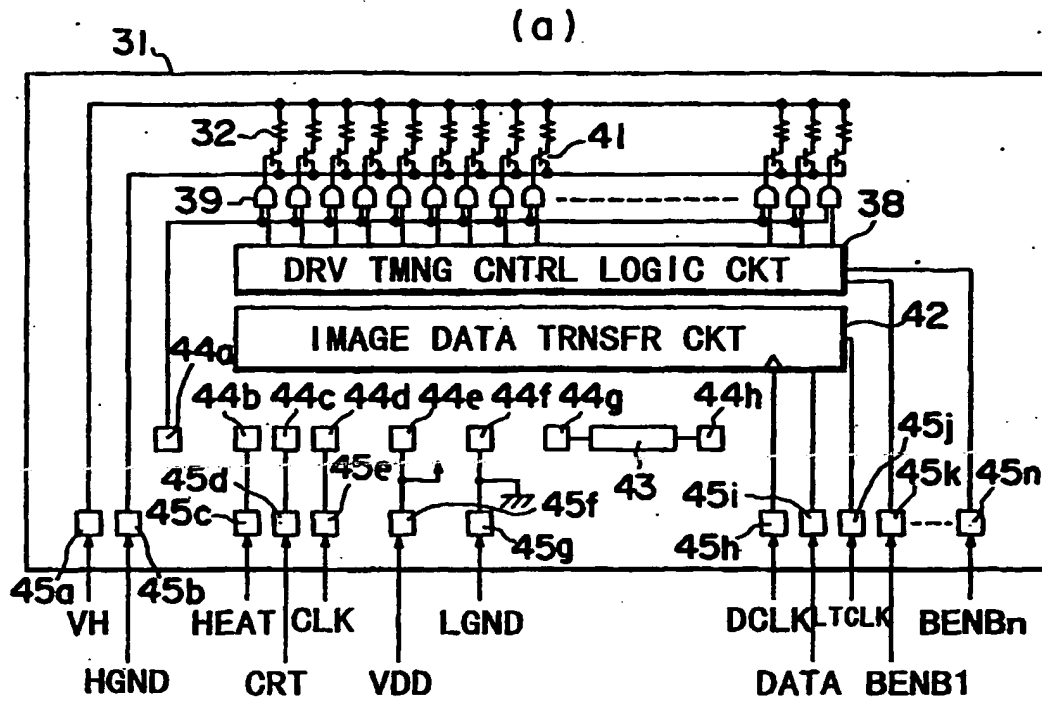 (a)
31
32
41
39
38
DRV TMNG CNTRL LOGIC CKT
42
IMAGE DATA TRNSFR CKT
44a
44b 44c 44d 44e 44f 44g 44h
45j
45d 45e 43 45k
45c 45f 45i 45n
45g 45h
45a 45b
VH HEAT CLK LGND DCLK LTCLK BENBn
HGND CRT VDD DATA BENB1